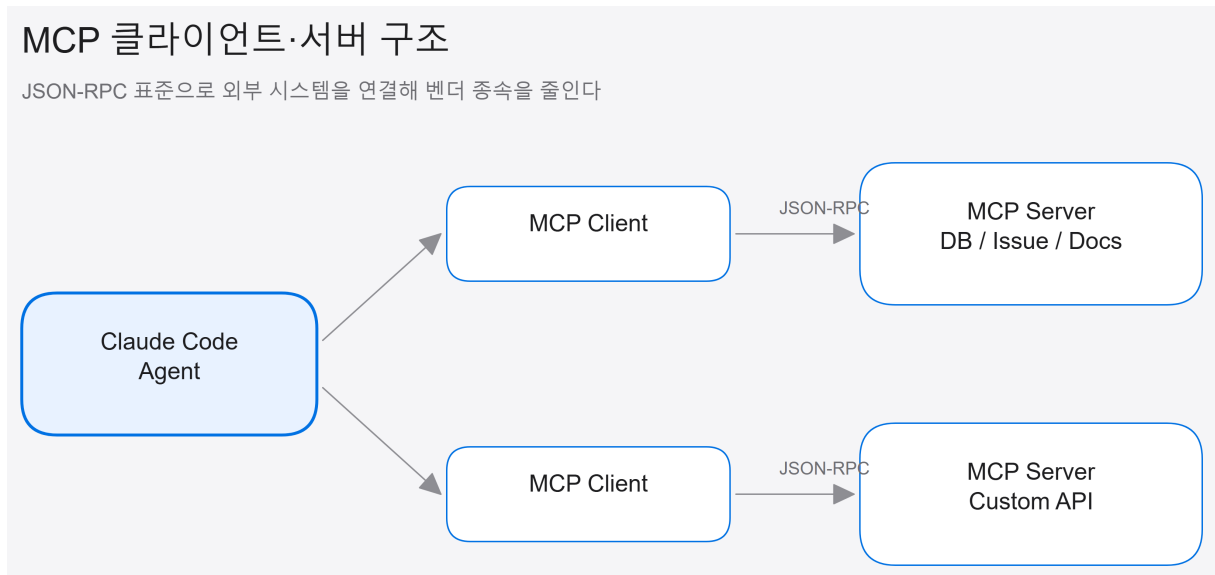 MCP 클라이언트·서버 구조
JSON-RPC 표준으로 외부 시스템을 연결해 벤더 종속을 줄인다
MCP Client
JSON-RPC
MCP Server
DB / Issue / Docs
Claude Code
Agent
MCP Client
JSON-RPC
MCP Server
Custom API